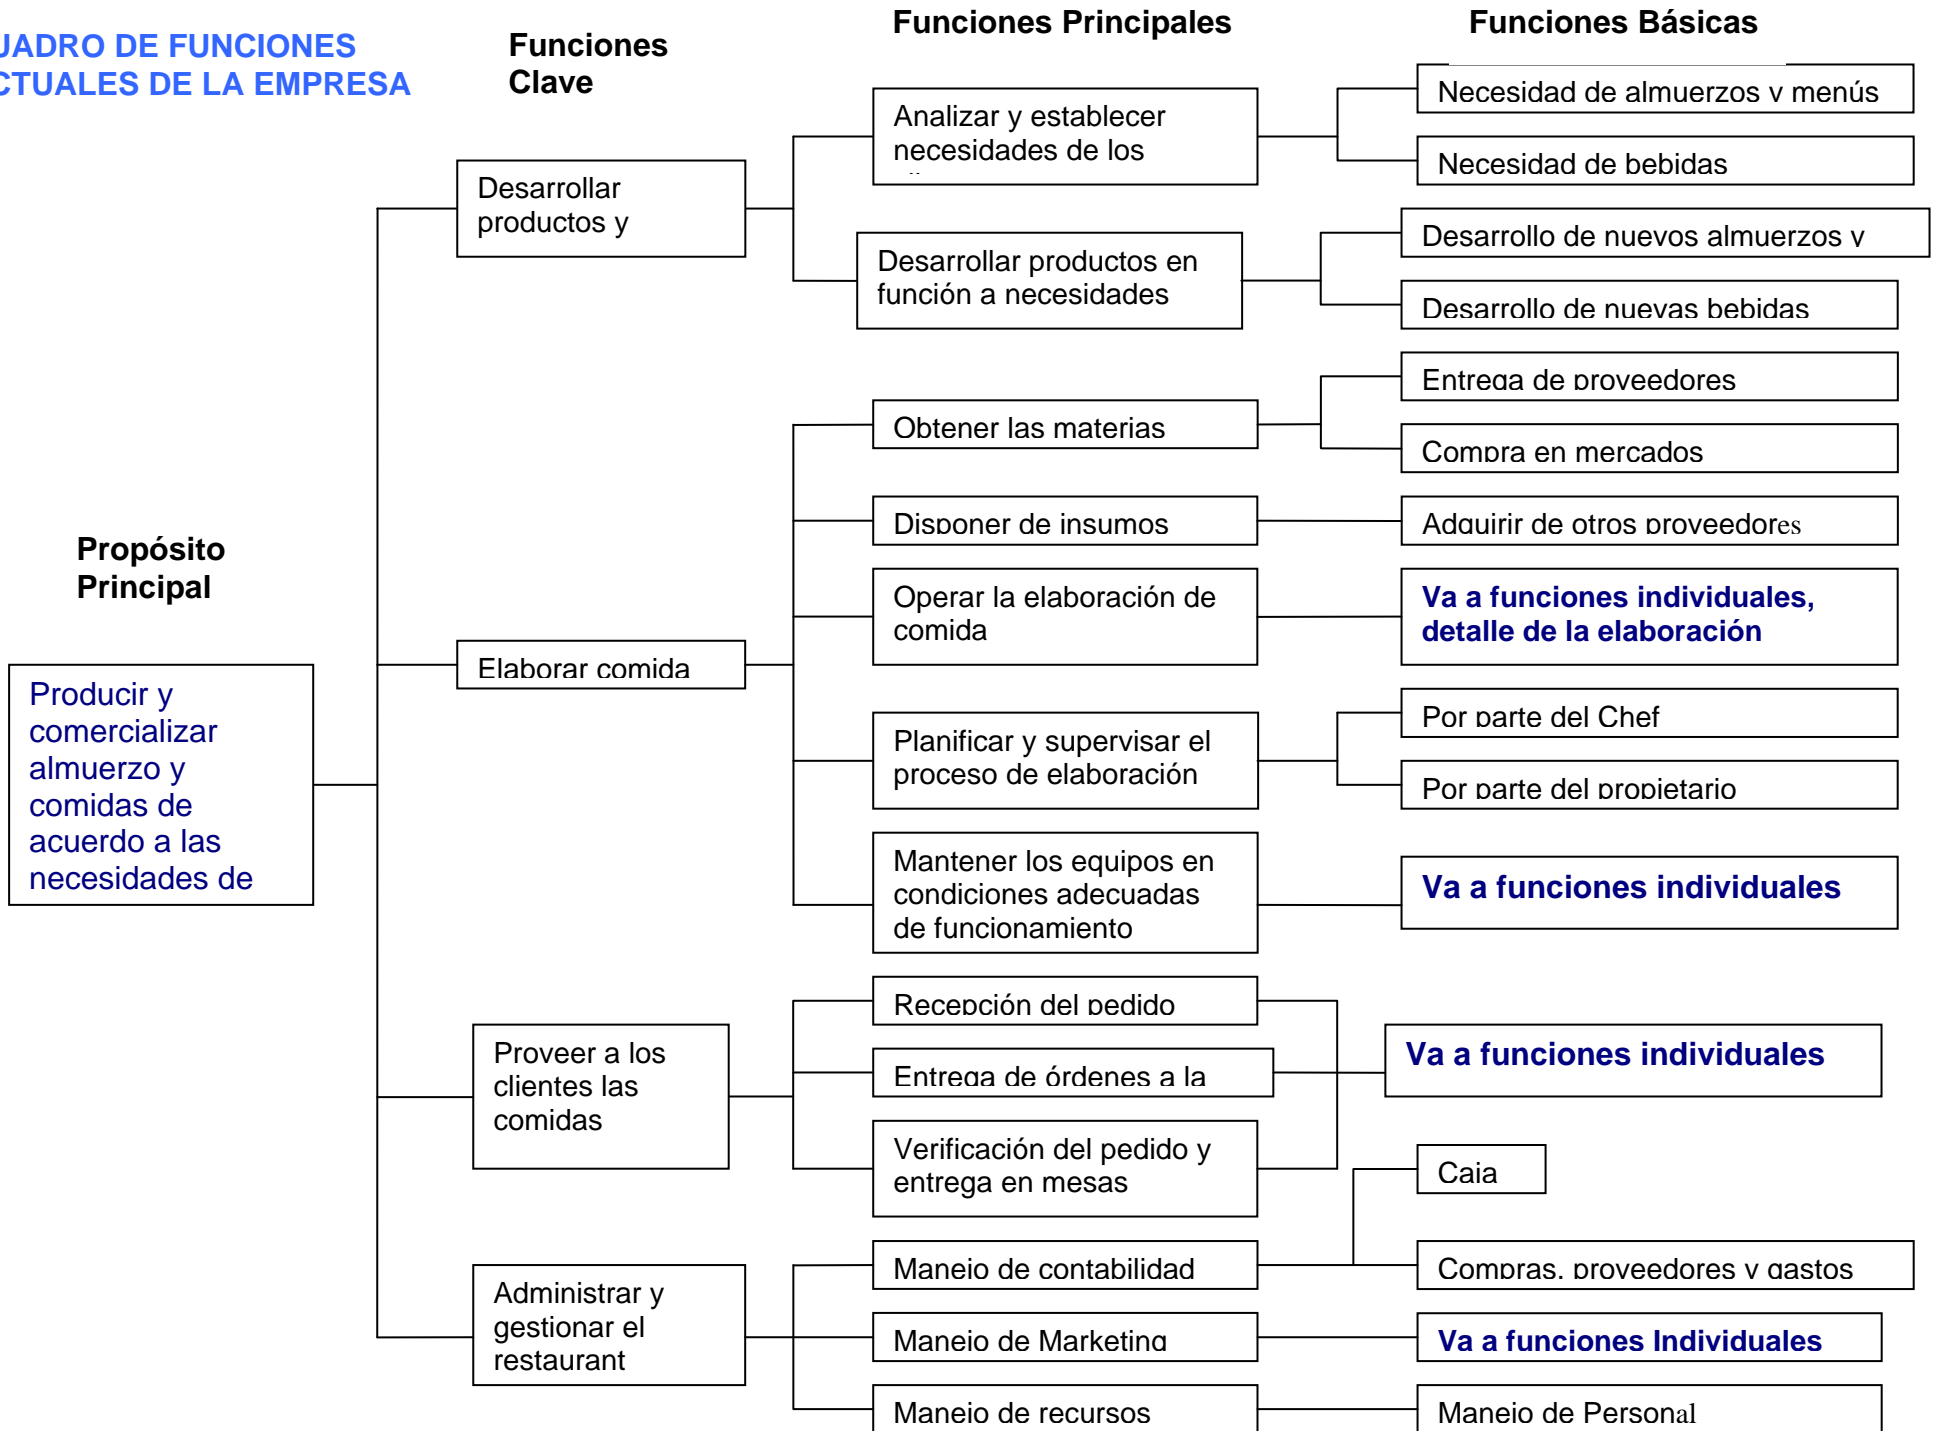 UADRO DE FUNCIONES
CTUALES DE LA EMPRESA
Funciones
Clave
Funciones Principales
Funciones Básicas
Propósito
Principal
Producir y
comercializar
almuerzo y
comidas de
acuerdo a las
necesidades de
Desarrollar
productos y
Analizar y establecer
necesidades de los
Necesidad de almuerzos y menús
Necesidad de bebidas
Desarrollar productos en
función a necesidades
Desarrollo de nuevos almuerzos y
Desarrollo de nuevas bebidas
Elaborar comida
Obtener las materias
Entrega de proveedores
Compra en mercados
Disponer de insumos
Adquirir de otros proveedores
Operar la elaboración de
comida
Va a funciones individuales,
detalle de la elaboración
Planificar y supervisar el
proceso de elaboración
Por parte del Chef
Por parte del propietario
Mantener los equipos en
condiciones adecuadas
de funcionamiento
Va a funciones individuales
Proveer a los
clientes las
comidas
Recepción del pedido
Entrega de órdenes a la
Verificación del pedido y
entrega en mesas
Va a funciones individuales
Administrar y
gestionar el
restaurant
Manejo de contabilidad
Caja
Compras, proveedores y gastos
Manejo de Marketing
Va a funciones Individuales
Manejo de recursos
Manejo de Personal